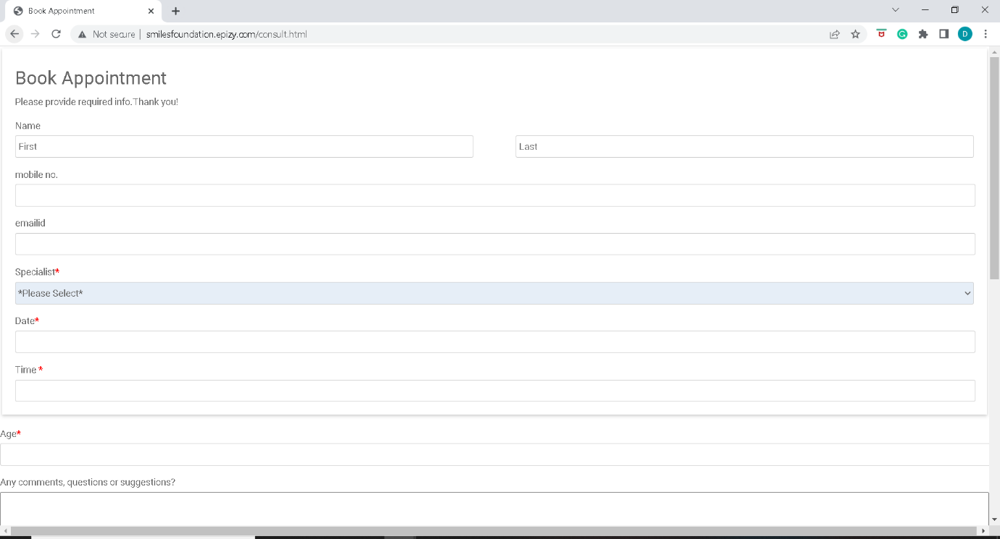 Book Appointment
Not secure | smilesfoundation.epizy.com/consult.html
D
Book Appointment
Please provide required info.Thank you!
Name
First Last
mobile no.
emailid
Specialist*
*Please Select*
Date*
Time *
Age*
Any comments, questions or suggestions?